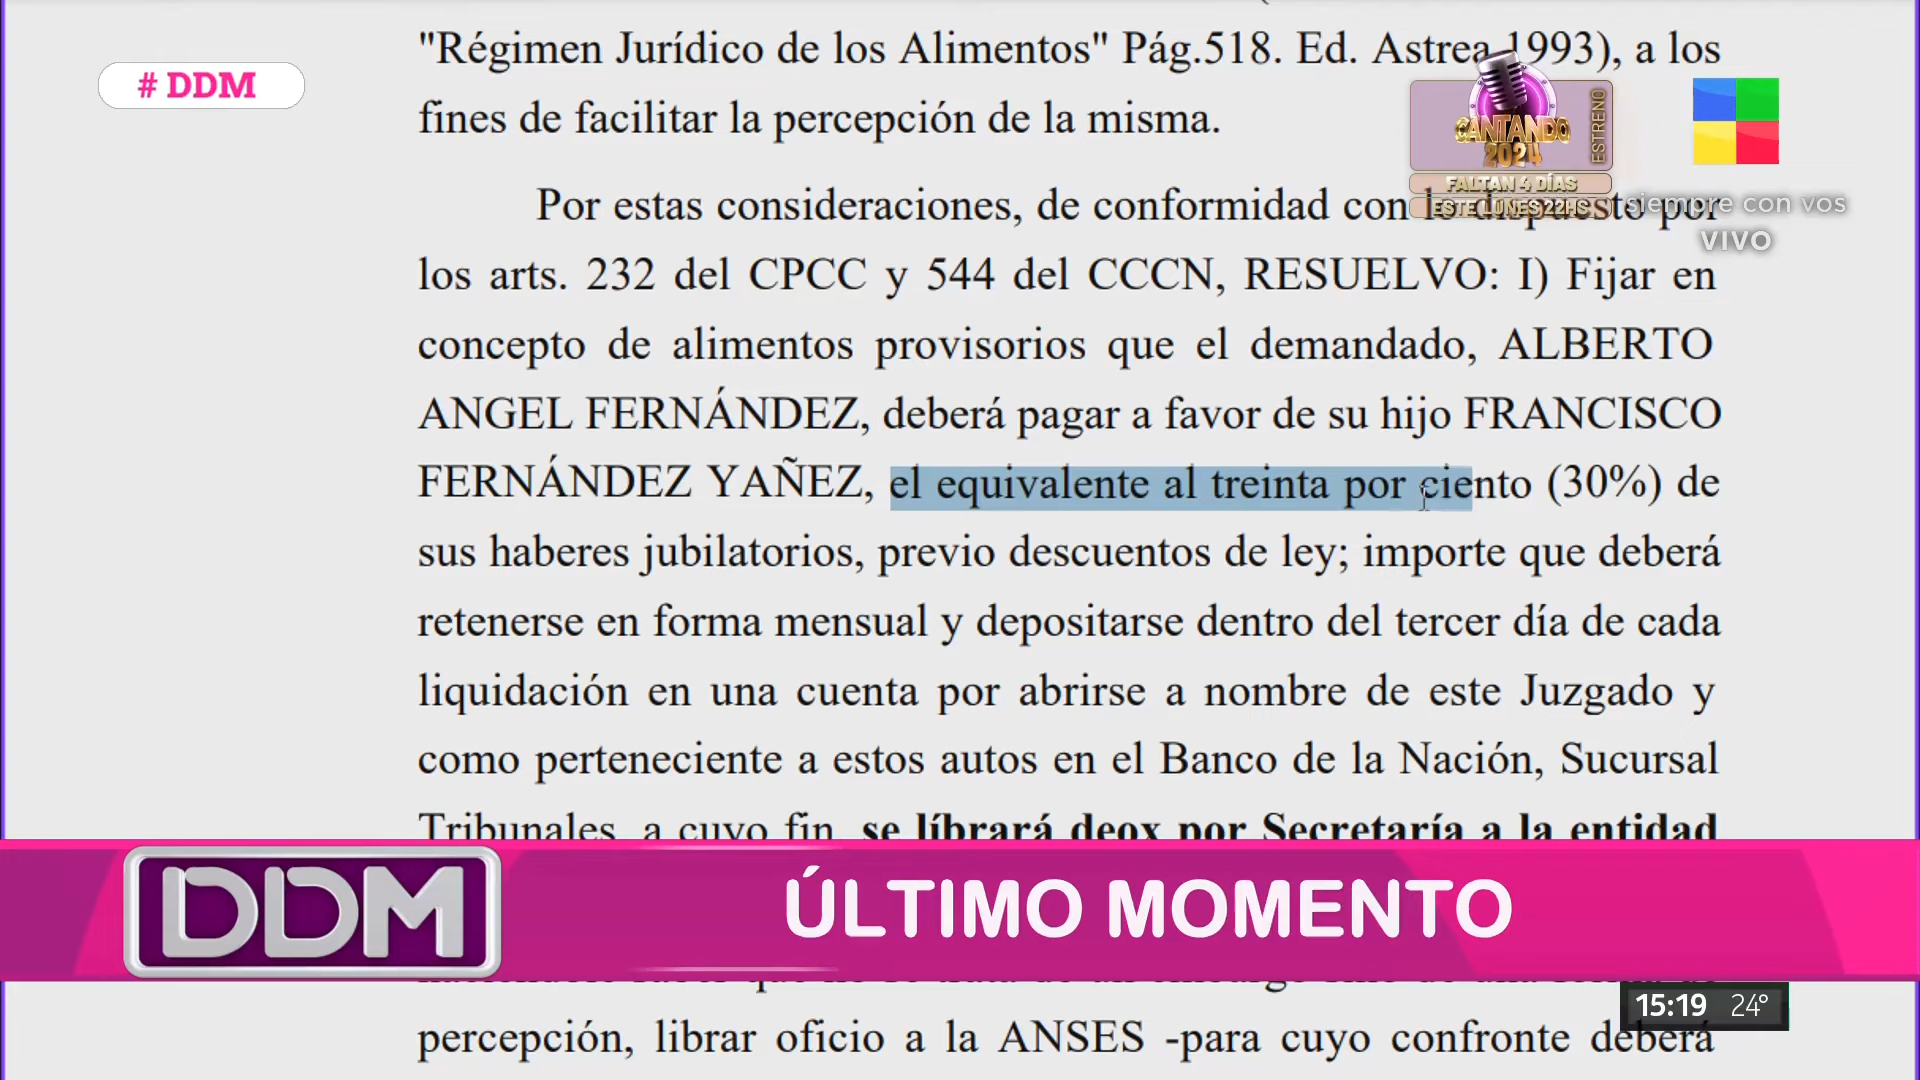 "Régimen Jurídico de los Alimentos" Pág.518. Ed. Astrea 1993), a los
# DDM
fines de facilitar la percepción de la misma.
CANTANDO
2024
ESTRENO
FALTAN 4 DÍAS
ESTE LUNES 22HS
siempre con vos
VIVO
Por estas consideraciones, de conformidad con lo dispuesto por
los arts. 232 del CPCC y 544 del CCCN, RESUELVO: I) Fijar en
concepto de alimentos provisorios que el demandado, ALBERTO
ANGEL FERNÁNDEZ, deberá pagar a favor de su hijo FRANCISCO
FERNÁNDEZ YAÑEZ, el equivalente al treinta por ciento (30%) de
sus haberes jubilatorios, previo descuentos de ley; importe que deberá
retenerse en forma mensual y depositarse dentro del tercer día de cada
liquidación en una cuenta por abrirse a nombre de este Juzgado y
como perteneciente a estos autos en el Banco de la Nación, Sucursal
Tribunales, a cuyo fin, se líbrará deox por Secretaría a la entidad
DDM
ÚLTIMO MOMENTO
15:19 24°
percepción, librar oficio a la ANSES -para cuyo confronte deberá